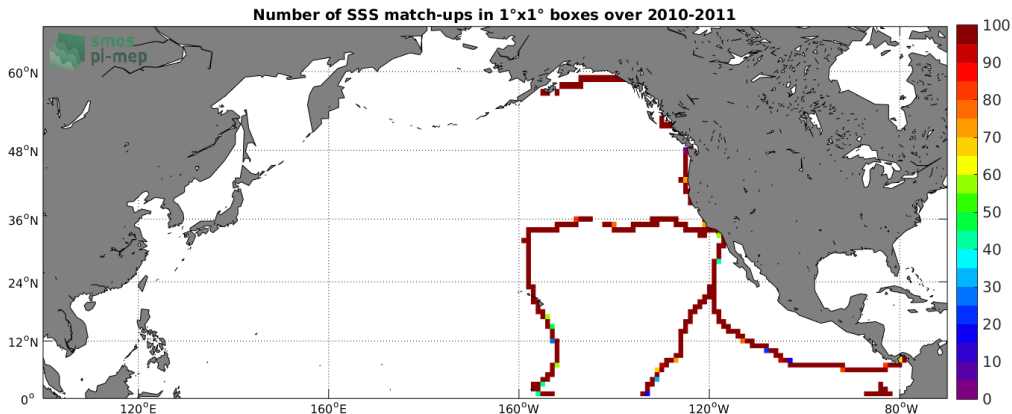 Number of SSS match-ups in 1°x1° boxes over 2010-2011
smos
pi-mep
60°N
48°N
36°N
24°N
12°N
0°
120°E
160°E
160°W
120°W
80°W
100
90
80
70
60
50
40
30
20
10
0